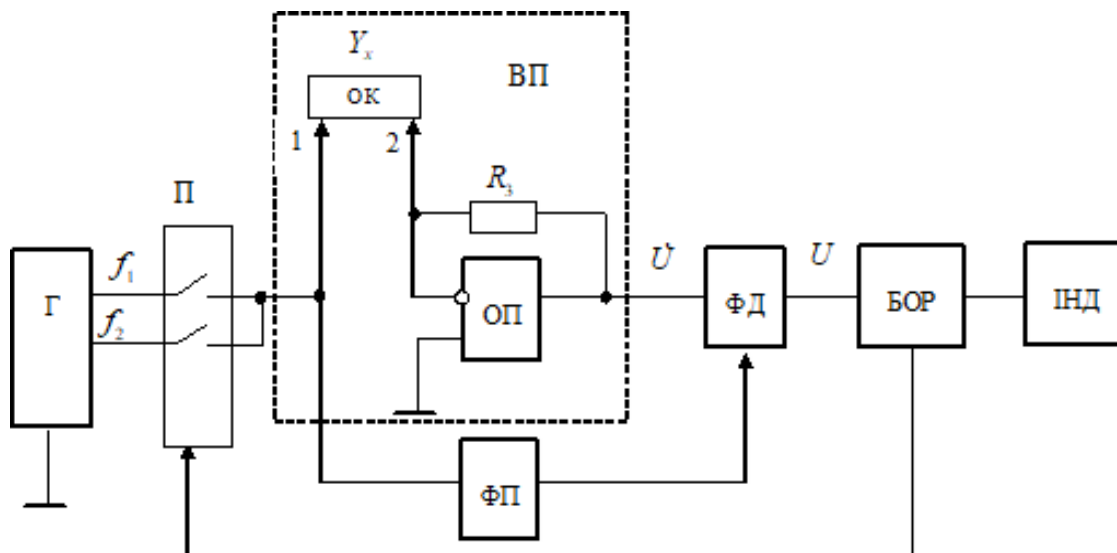 Yₓ
ВП
ОК
1
2
R₃
П
f₁
f₂
Г
ОП
U̇
ФД
U
БОР
ІНД
ФП